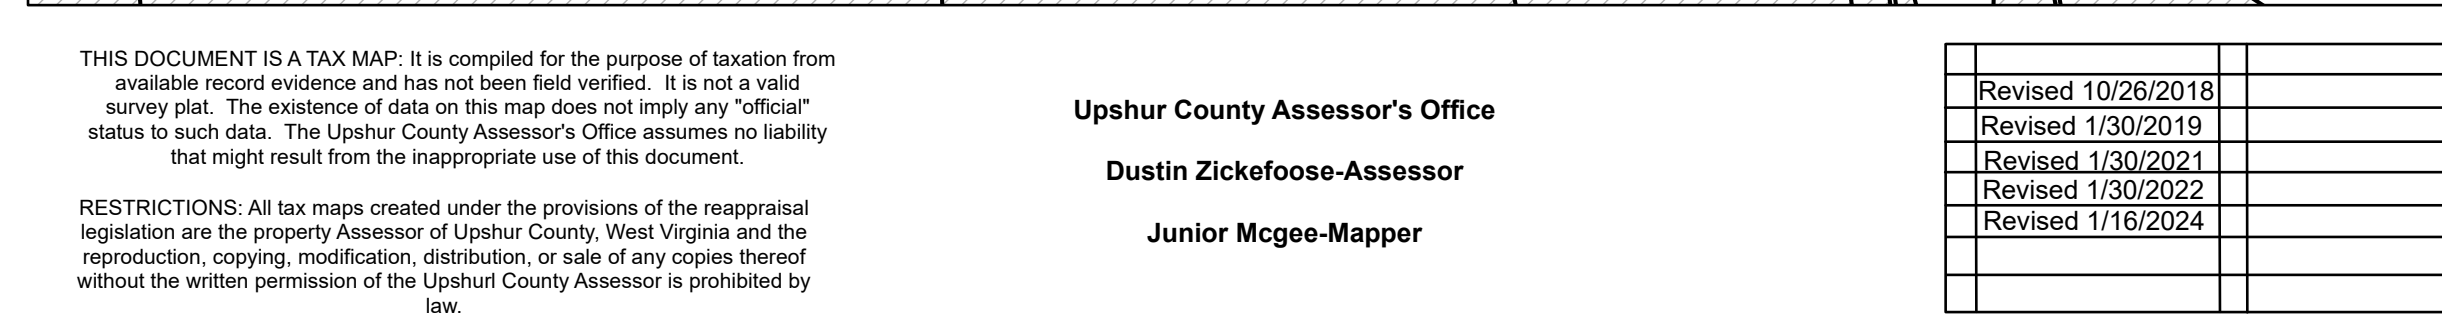 THIS DOCUMENT IS A TAX MAP: It is compiled for the purpose of taxation from
available record evidence and has not been field verified.  It is not a valid
survey plat.  The existence of data on this map does not imply any "official"
status to such data.  The Upshur County Assessor's Office assumes no liability
that might result from the inappropriate use of this document.
RESTRICTIONS: All tax maps created under the provisions of the reappraisal
legislation are the property Assessor of Upshur County, West Virginia and the
reproduction, copying, modification, distribution, or sale of any copies thereof
without the written permission of the Upshurl County Assessor is prohibited by
law.
Upshur County Assessor's Office
Dustin Zickefoose-Assessor
Junior Mcgee-Mapper
Revised 10/26/2018
Revised 1/30/2019
Revised 1/30/2021
Revised 1/30/2022
Revised 1/16/2024